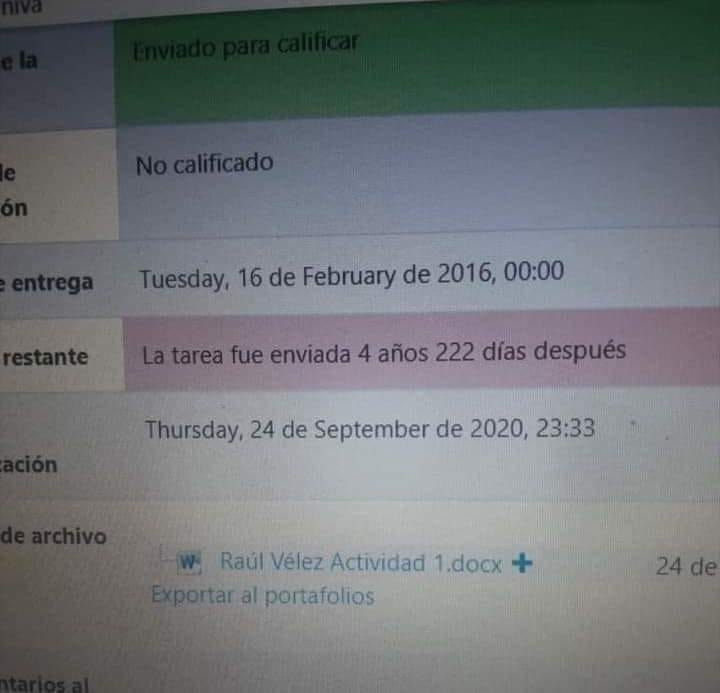 niva
e la
Enviado para calificar
de
ón
No calificado
e entrega
Tuesday, 16 de February de 2016, 00:00
restante
La tarea fue enviada 4 años 222 días después
Thursday, 24 de September de 2020, 23:33
cación
de archivo
Raúl Vélez Actividad 1.docx
24 de
Exportar al portafolios
ntarios al